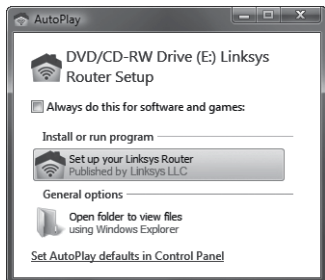 AutoPlay
DVD/CD-RW Drive (E:) Linksys
Router Setup
Always do this for software and games:
Install or run program
Set up your Linksys Router
Published by Linksys LLC
General options
Open folder to view files
using Windows Explorer
Set AutoPlay defaults in Control Panel